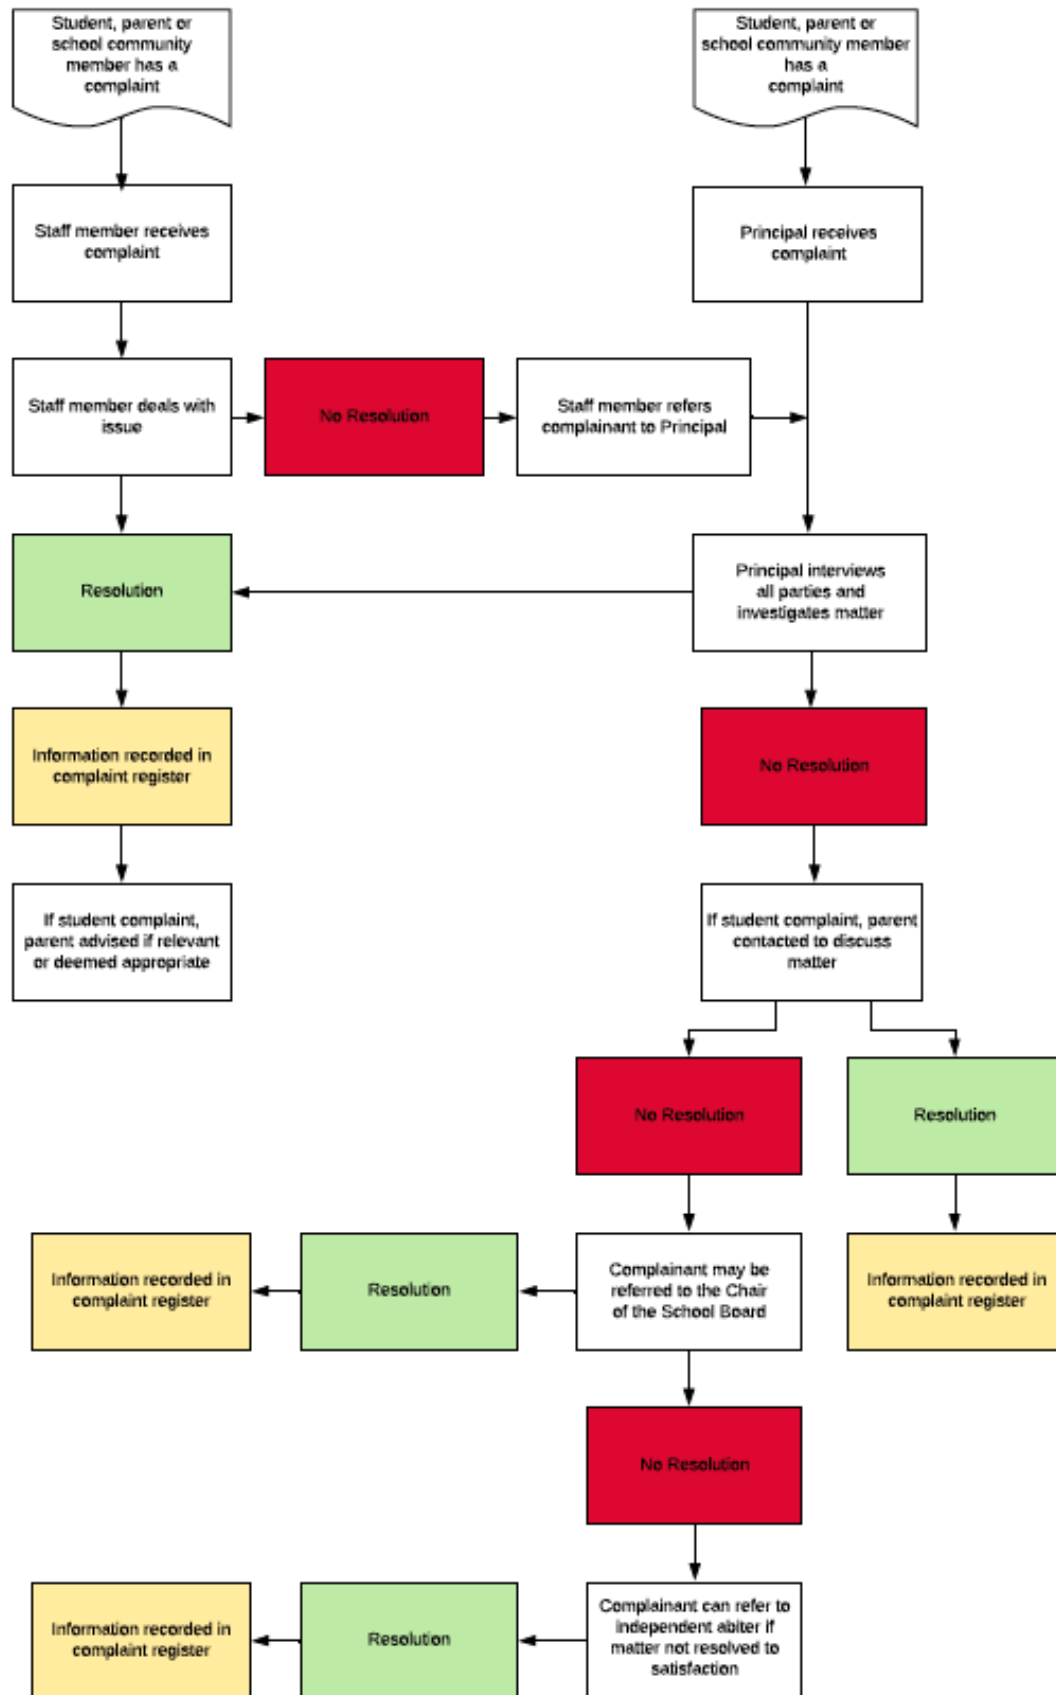 Student, parent or
school community
member has a
complaint
Student, parent or
school community member
has a
complaint
Staff member receives
complaint
Principal receives
complaint
Staff member deals with
issue
No Resolution
Staff member refers
complainant to Principal
Resolution
Principal interviews
all parties and
investigates matter
Information recorded in
complaint register
No Resolution
If student complaint,
parent advised if relevant
or deemed appropriate
If student complaint, parent
contacted to discuss
matter
No Resolution
Resolution
Information recorded in
complaint register
Resolution
Complainant may be
referred to the Chair
of the School Board
Information recorded in
complaint register
No Resolution
Information recorded in
complaint register
Resolution
Complainant can refer to
independent abiter if
matter not resolved to
satisfaction